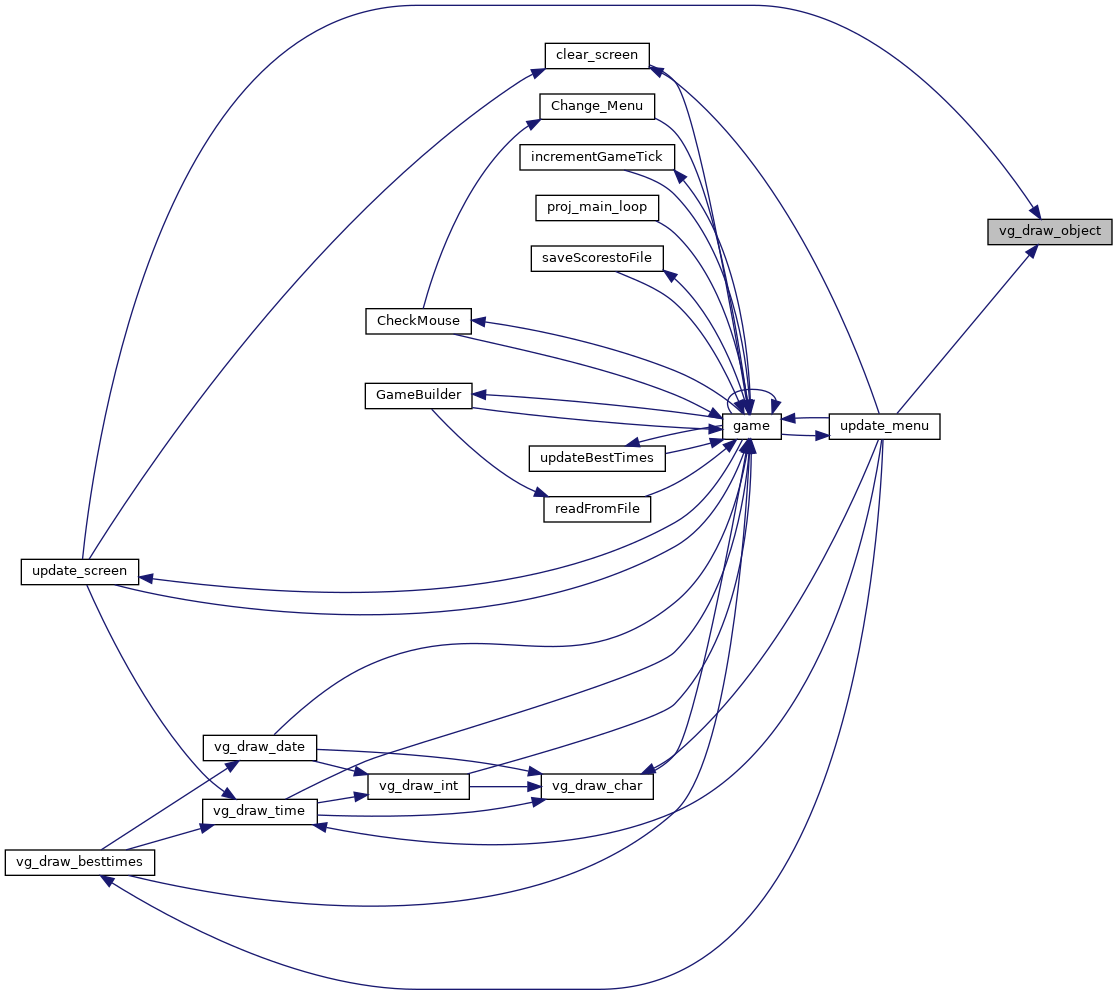 clear_screen
Change_Menu
incrementGameTick
proj_main_loop
vg_draw_object
saveScorestoFile
CheckMouse
GameBuilder
game
update_menu
updateBestTimes
readFromFile
update_screen
vg_draw_date
vg_draw_int
vg_draw_char
vg_draw_time
vg_draw_besttimes